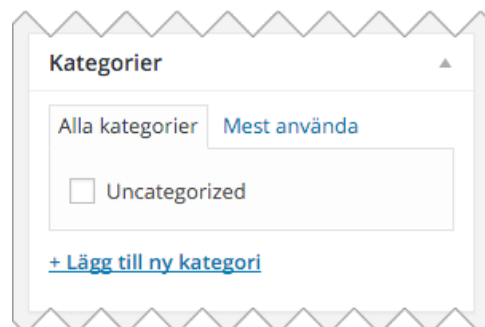 Kategorier
Alla kategorier Mest använda
Uncategorized
+ Lägg till ny kategori